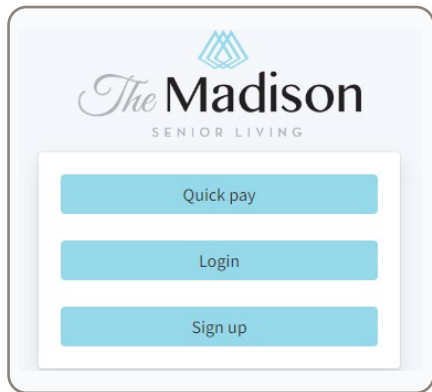 The Madison
SENIOR LIVING
Quick pay
Login
Sign up